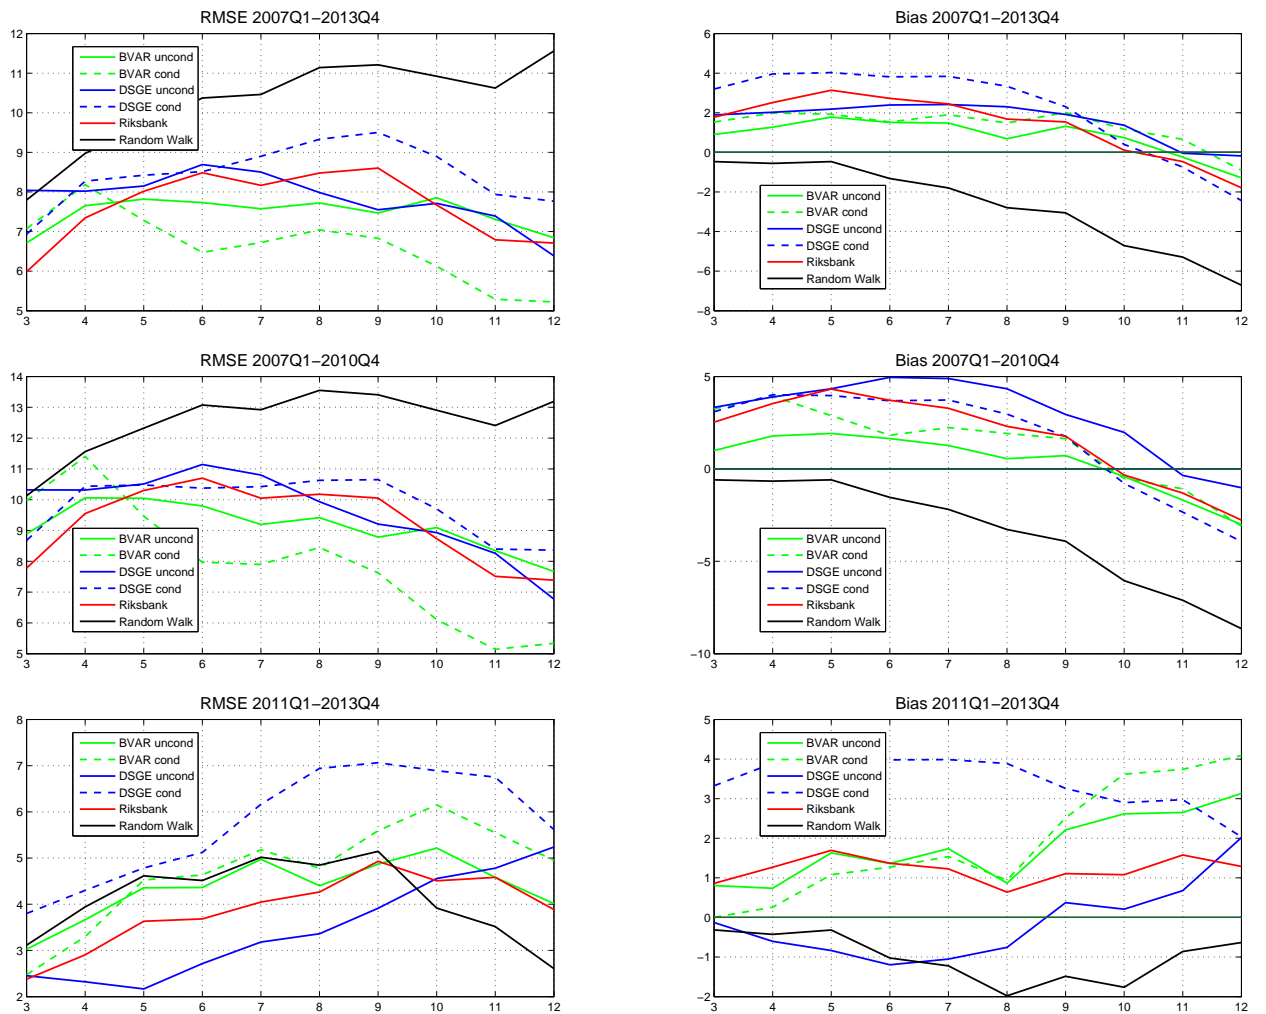 RMSE 2007Q1−2013Q4
12
11
10
9
8
7
6
5
BVAR uncond
BVAR cond
DSGE uncond
DSGE cond
Riksbank
Random Walk
3 4 5 6 7 8 9 10 11 12
Bias 2007Q1−2013Q4
6
4
2
0
−2
−4
−6
−8
BVAR uncond
BVAR cond
DSGE uncond
DSGE cond
Riksbank
Random Walk
3 4 5 6 7 8 9 10 11 12
RMSE 2007Q1−2010Q4
14
13
12
11
10
9
8
7
6
5
BVAR uncond
BVAR cond
DSGE uncond
DSGE cond
Riksbank
Random Walk
3 4 5 6 7 8 9 10 11 12
Bias 2007Q1−2010Q4
5
0
−5
−10
BVAR uncond
BVAR cond
DSGE uncond
DSGE cond
Riksbank
Random Walk
3 4 5 6 7 8 9 10 11 12
RMSE 2011Q1−2013Q4
8
7
6
5
4
3
2
BVAR uncond
BVAR cond
DSGE uncond
DSGE cond
Riksbank
Random Walk
3 4 5 6 7 8 9 10 11 12
Bias 2011Q1−2013Q4
5
4
3
2
1
0
−1
−2
BVAR uncond
BVAR cond
DSGE uncond
DSGE cond
Riksbank
Random Walk
3 4 5 6 7 8 9 10 11 12